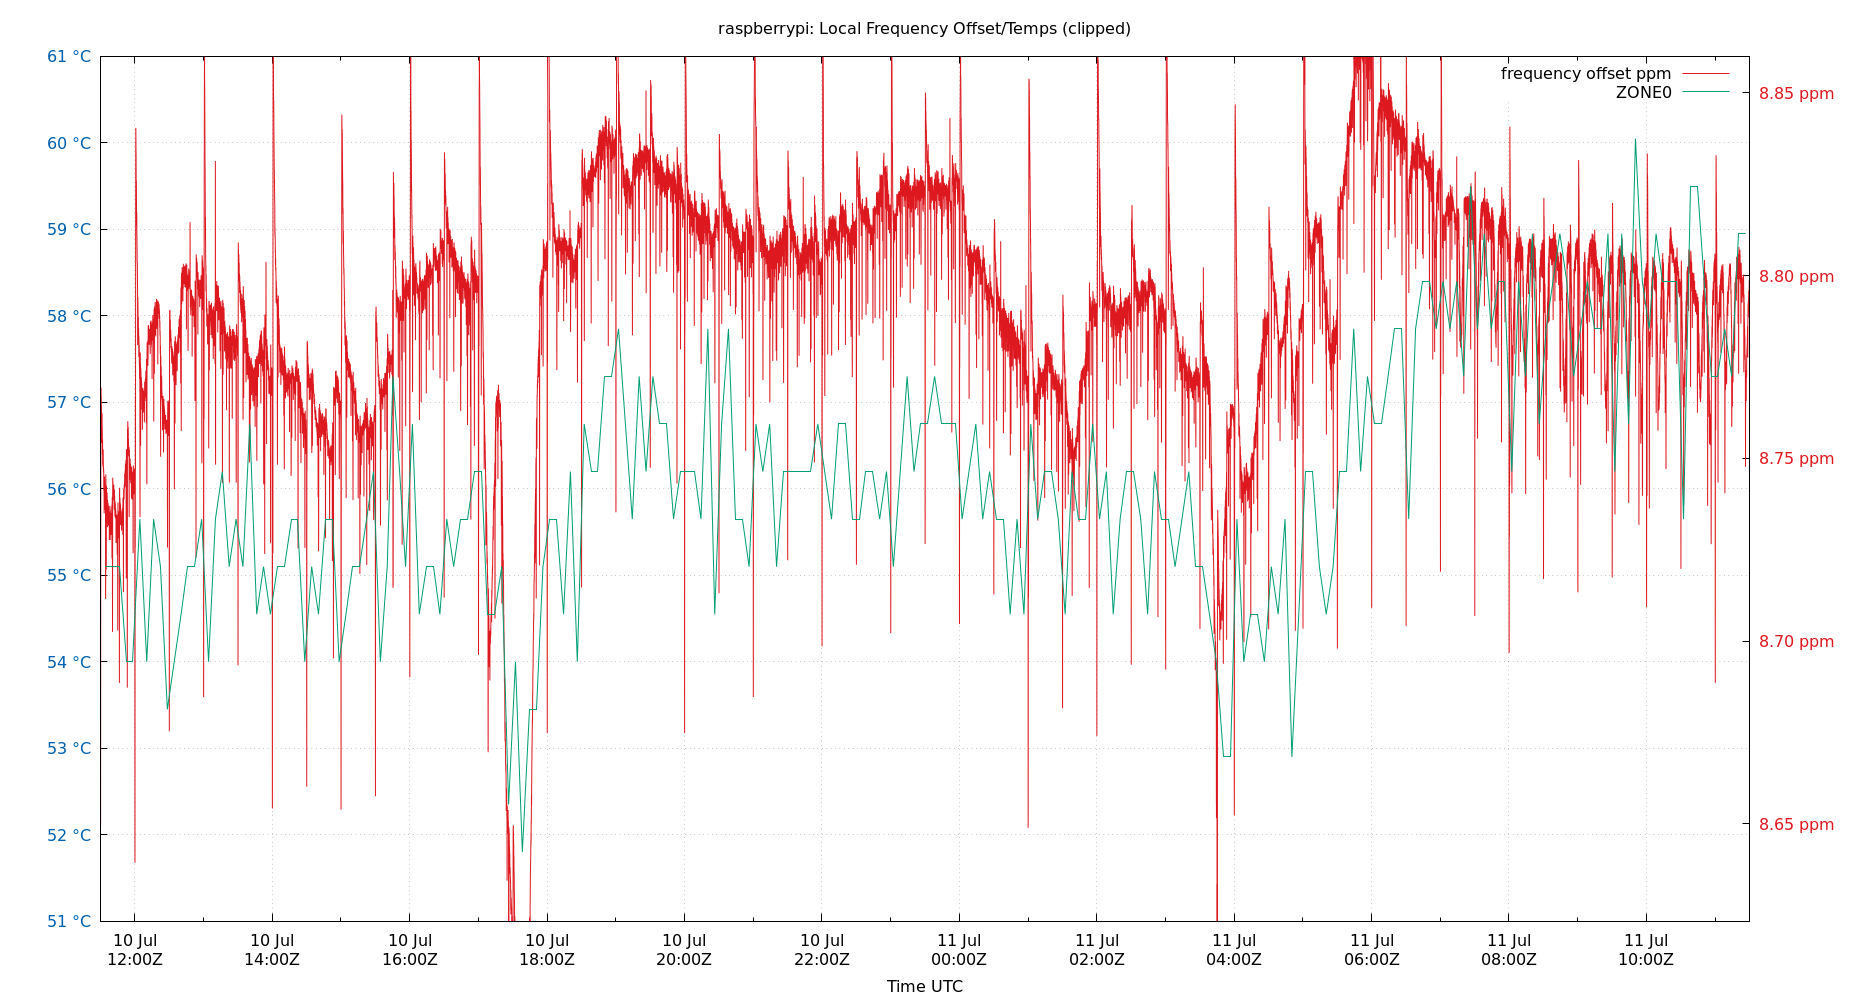 raspberrypi: Local Frequency Offset/Temps (clipped)
61 °C
60 °C
59 °C
58 °C
57 °C
56 °C
55 °C
54 °C
53 °C
52 °C
51 °C
frequency offset ppm
ZONE0
8.85 ppm
8.80 ppm
8.75 ppm
8.70 ppm
8.65 ppm
10 Jul 10 Jul 10 Jul 10 Jul 10 Jul 10 Jul 11 Jul 11 Jul 11 Jul 11 Jul 11 Jul 11 Jul
12:00Z 14:00Z 16:00Z 18:00Z 20:00Z 22:00Z 00:00Z 02:00Z 04:00Z 06:00Z 08:00Z 10:00Z
Time UTC